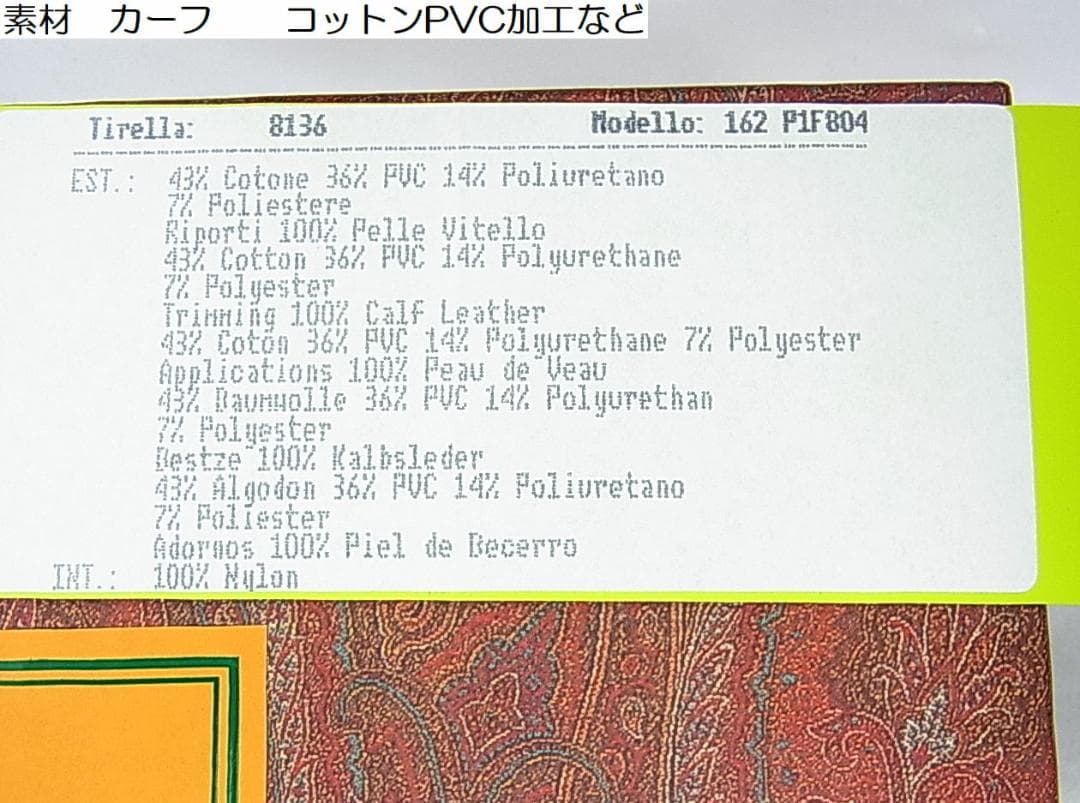 素材　カーフ　　コットンPVC加工など
Tirella: 8136 Modello: 162 P1F804
EST.: 43% Cotone 36% PVC 14% Poliuretano
7% Poliestere
Riporti 100% Pelle Vitello
43% Cotton 36% PVC 14% Polyurethane
7% Polyester
Trimming 100% Calf Leather
43% Coton 36% PVC 14% Polyurethane 7% Polyester
Applications 100% Peau de Veau
43% Baumwolle 36% PVC 14% Polyurethan
7% Polyester
Bestze 100% Kalbsleder
43% Algodon 36% PVC 14% Poliuretano
7% Poliester
Adornos 100% Piel de Becerro
INT.: 100% Nylon